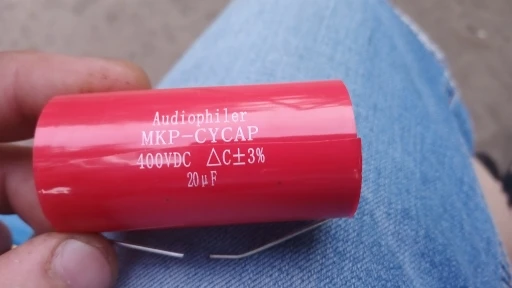 Audiophiler
MKP-CYCAP
400VDC △C±3%
20μF